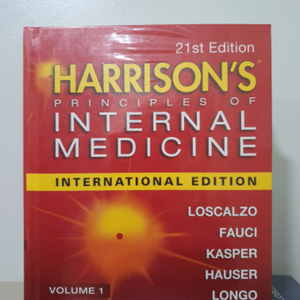 21st Edition
HARRISON'S
PRINCIPLES OF
INTERNAL
MEDICINE
INTERNATIONAL EDITION
LOSCALZO
FAUCI
KASPER
HAUSER
LONGO
VOLUME 1